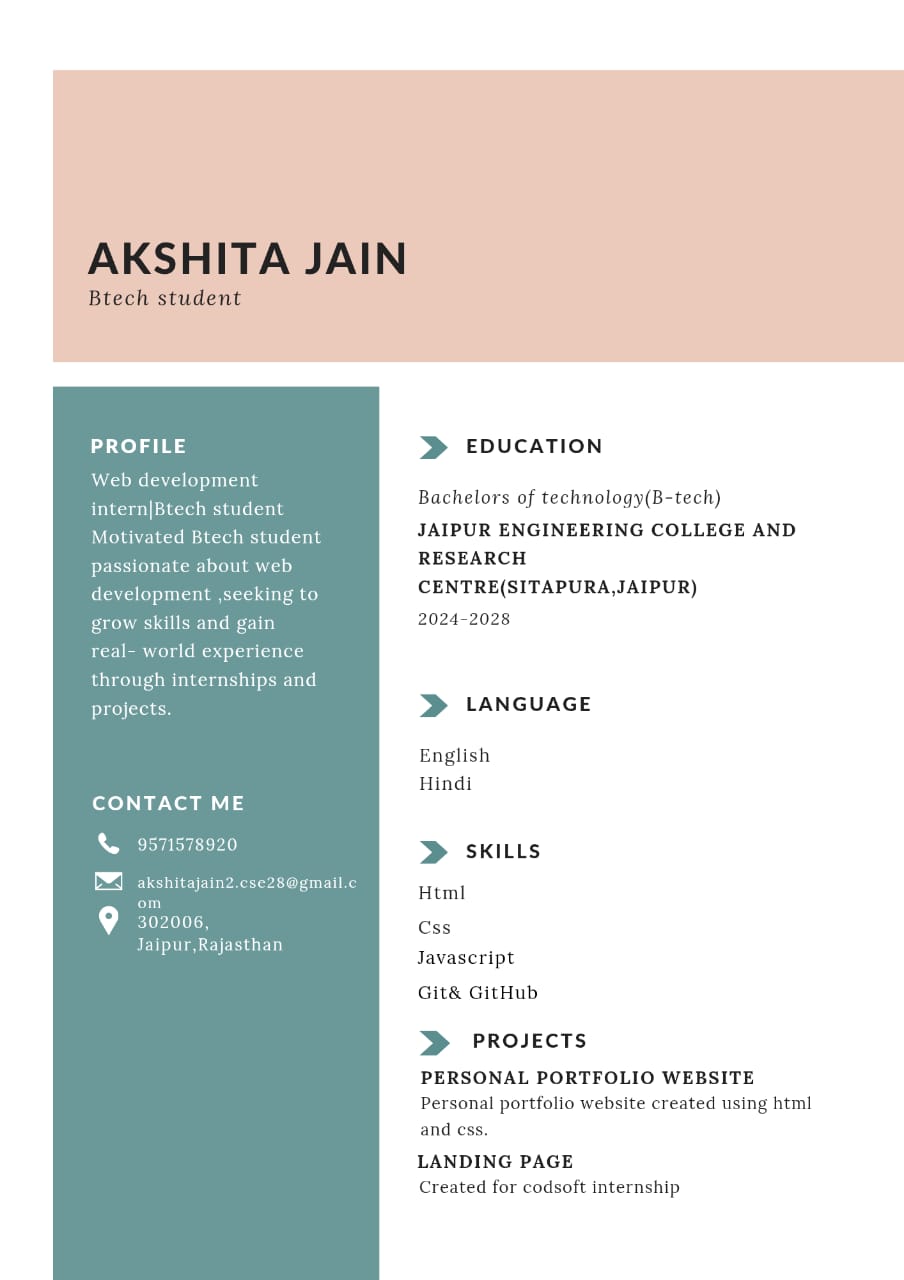 AKSHITA JAIN
Btech student
PROFILE
Web development
intern|Btech student
Motivated Btech student
passionate about web
development ,seeking to
grow skills and gain
real- world experience
through internships and
projects.
CONTACT ME
9571578920
akshitajain2.cse28@gmail.c
om
302006,
Jaipur,Rajasthan
EDUCATION
Bachelors of technology(B-tech)
JAIPUR ENGINEERING COLLEGE AND
RESEARCH
CENTRE(SITAPURA,JAIPUR)
2024-2028
LANGUAGE
English
Hindi
SKILLS
Html
Css
Javascript
Git& GitHub
PROJECTS
PERSONAL PORTFOLIO WEBSITE
Personal portfolio website created using html
and css.
LANDING PAGE
Created for codsoft internship